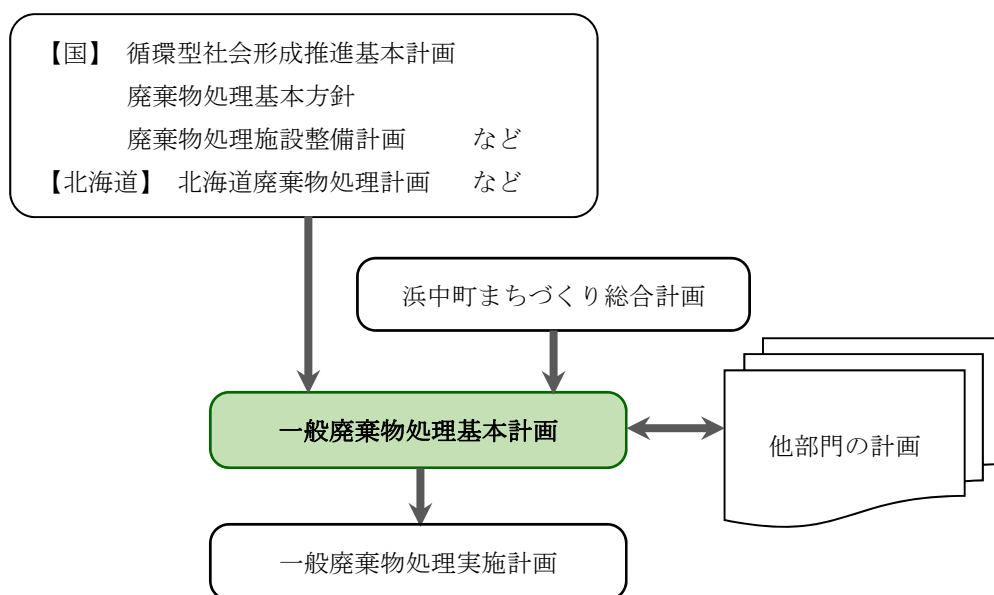 【国】 循環型社会形成推進基本計画
廃棄物処理基本方針
廃棄物処理施設整備計画 など
【北海道】 北海道廃棄物処理計画 など
浜中町まちづくり総合計画
一般廃棄物処理基本計画
他部門の計画
一般廃棄物処理実施計画